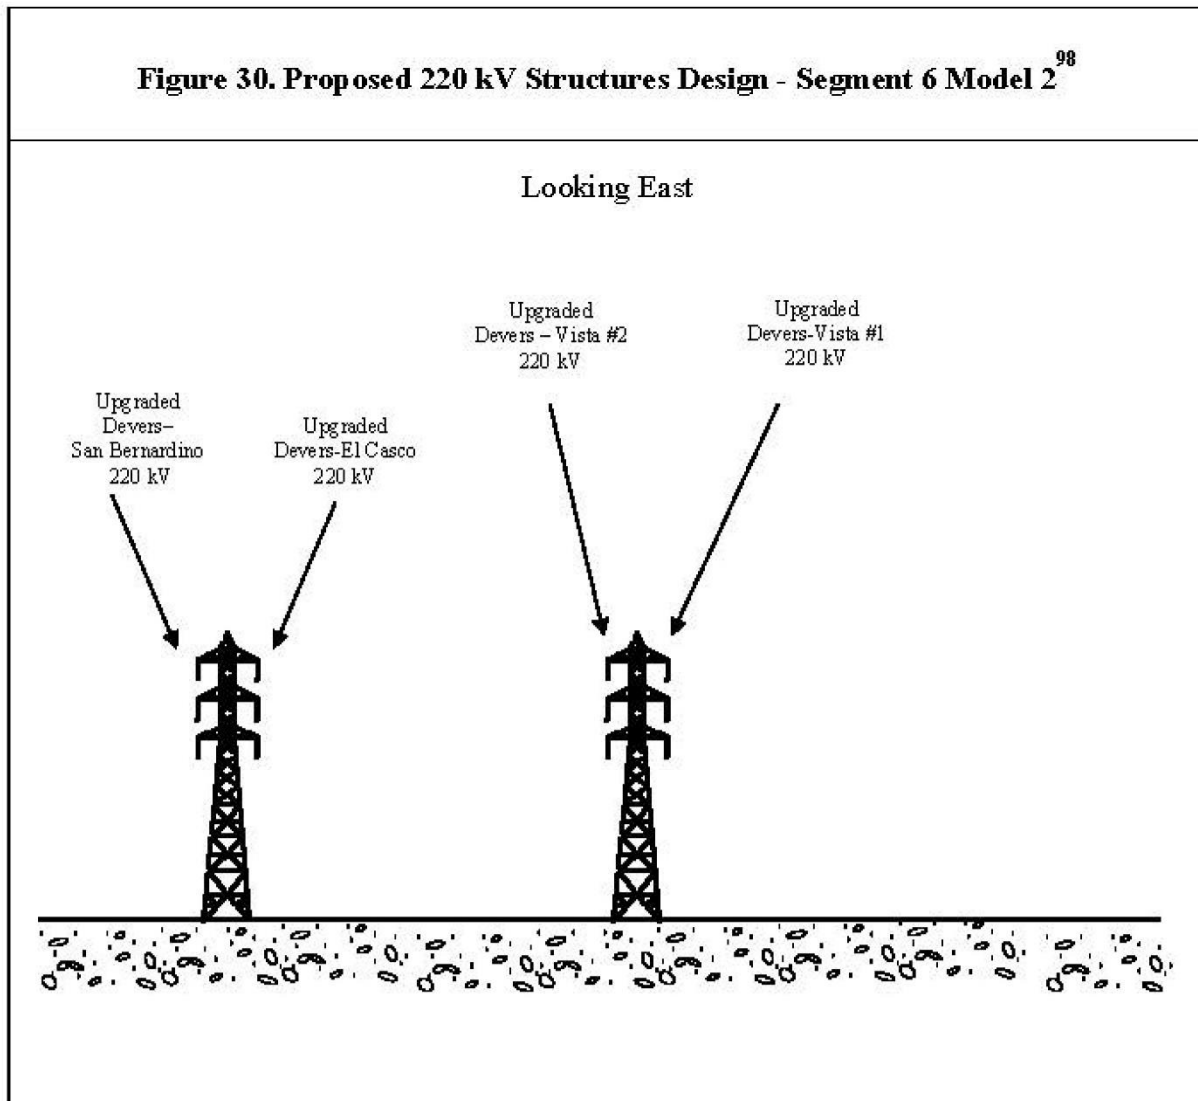 Figure 30. Proposed 220 kV Structures Design - Segment 6 Model 2 98
Looking East
Upgraded
Devers–
San Bernardino
220 kV
Upgraded
Devers-El Casco
220 kV
Upgraded
Devers – Vista #2
220 kV
Upgraded
Devers-Vista #1
220 kV